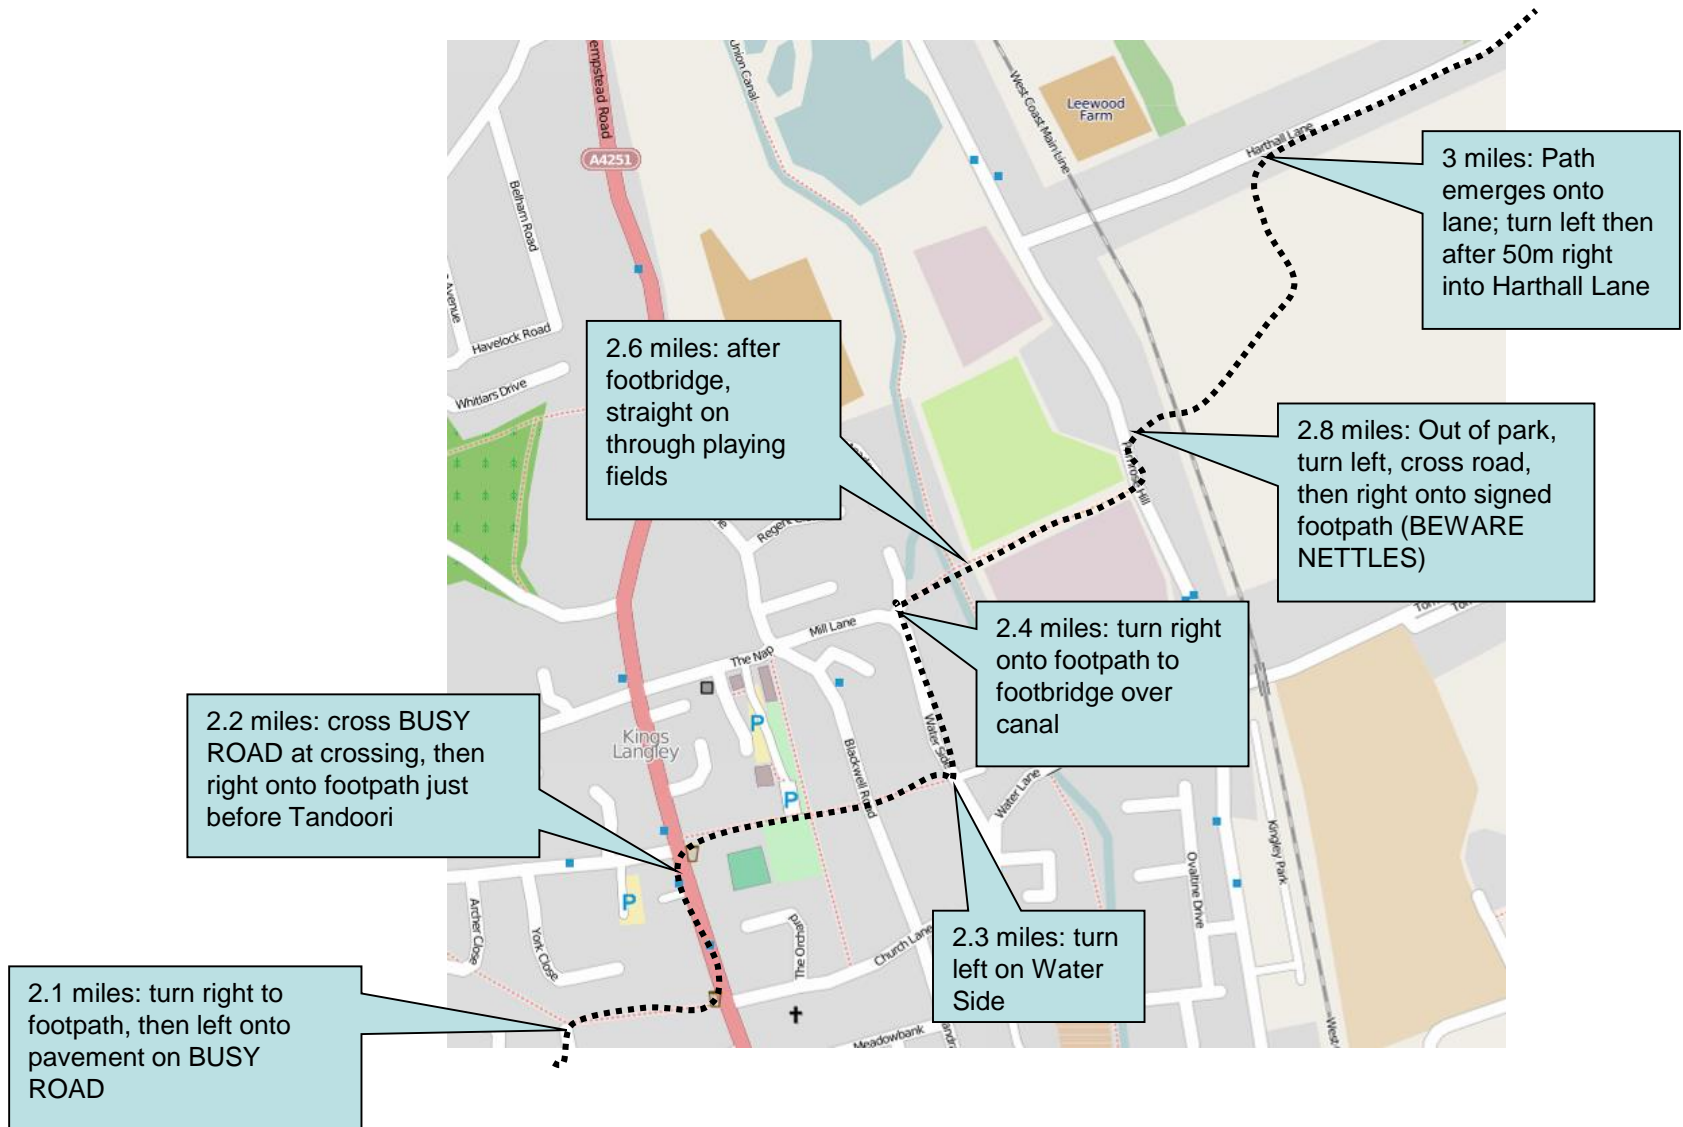 Union Canal
empstead Road
A4251
Belham Road
Avenue
Havelock Road
Whitlars Drive
West Coast Main Line
Leewood
Farm
Harthall Lane
3 miles: Path
emerges onto
lane; turn left then
after 50m right
into Harthall Lane
2.6 miles: after
footbridge,
straight on
through playing
fields
2.8 miles: Out of park,
turn left, cross road,
then right onto signed
footpath (BEWARE
NETTLES)
Primrose Hill
Regent
Mill Lane
The Nap
2.4 miles: turn right
onto footpath to
footbridge over
canal
2.2 miles: cross BUSY
ROAD at crossing, then
right onto footpath just
before Tandoori
Kings
Langley
P
P
P
Water Side
Blackwell Road
Water Lane
Ovaltine Drive
Kingley Park
Archer Close
York Close
The Orchard
Church Lane
2.3 miles: turn
left on Water
Side
2.1 miles: turn right to
footpath, then left onto
pavement on BUSY
ROAD
Meadowbank
West